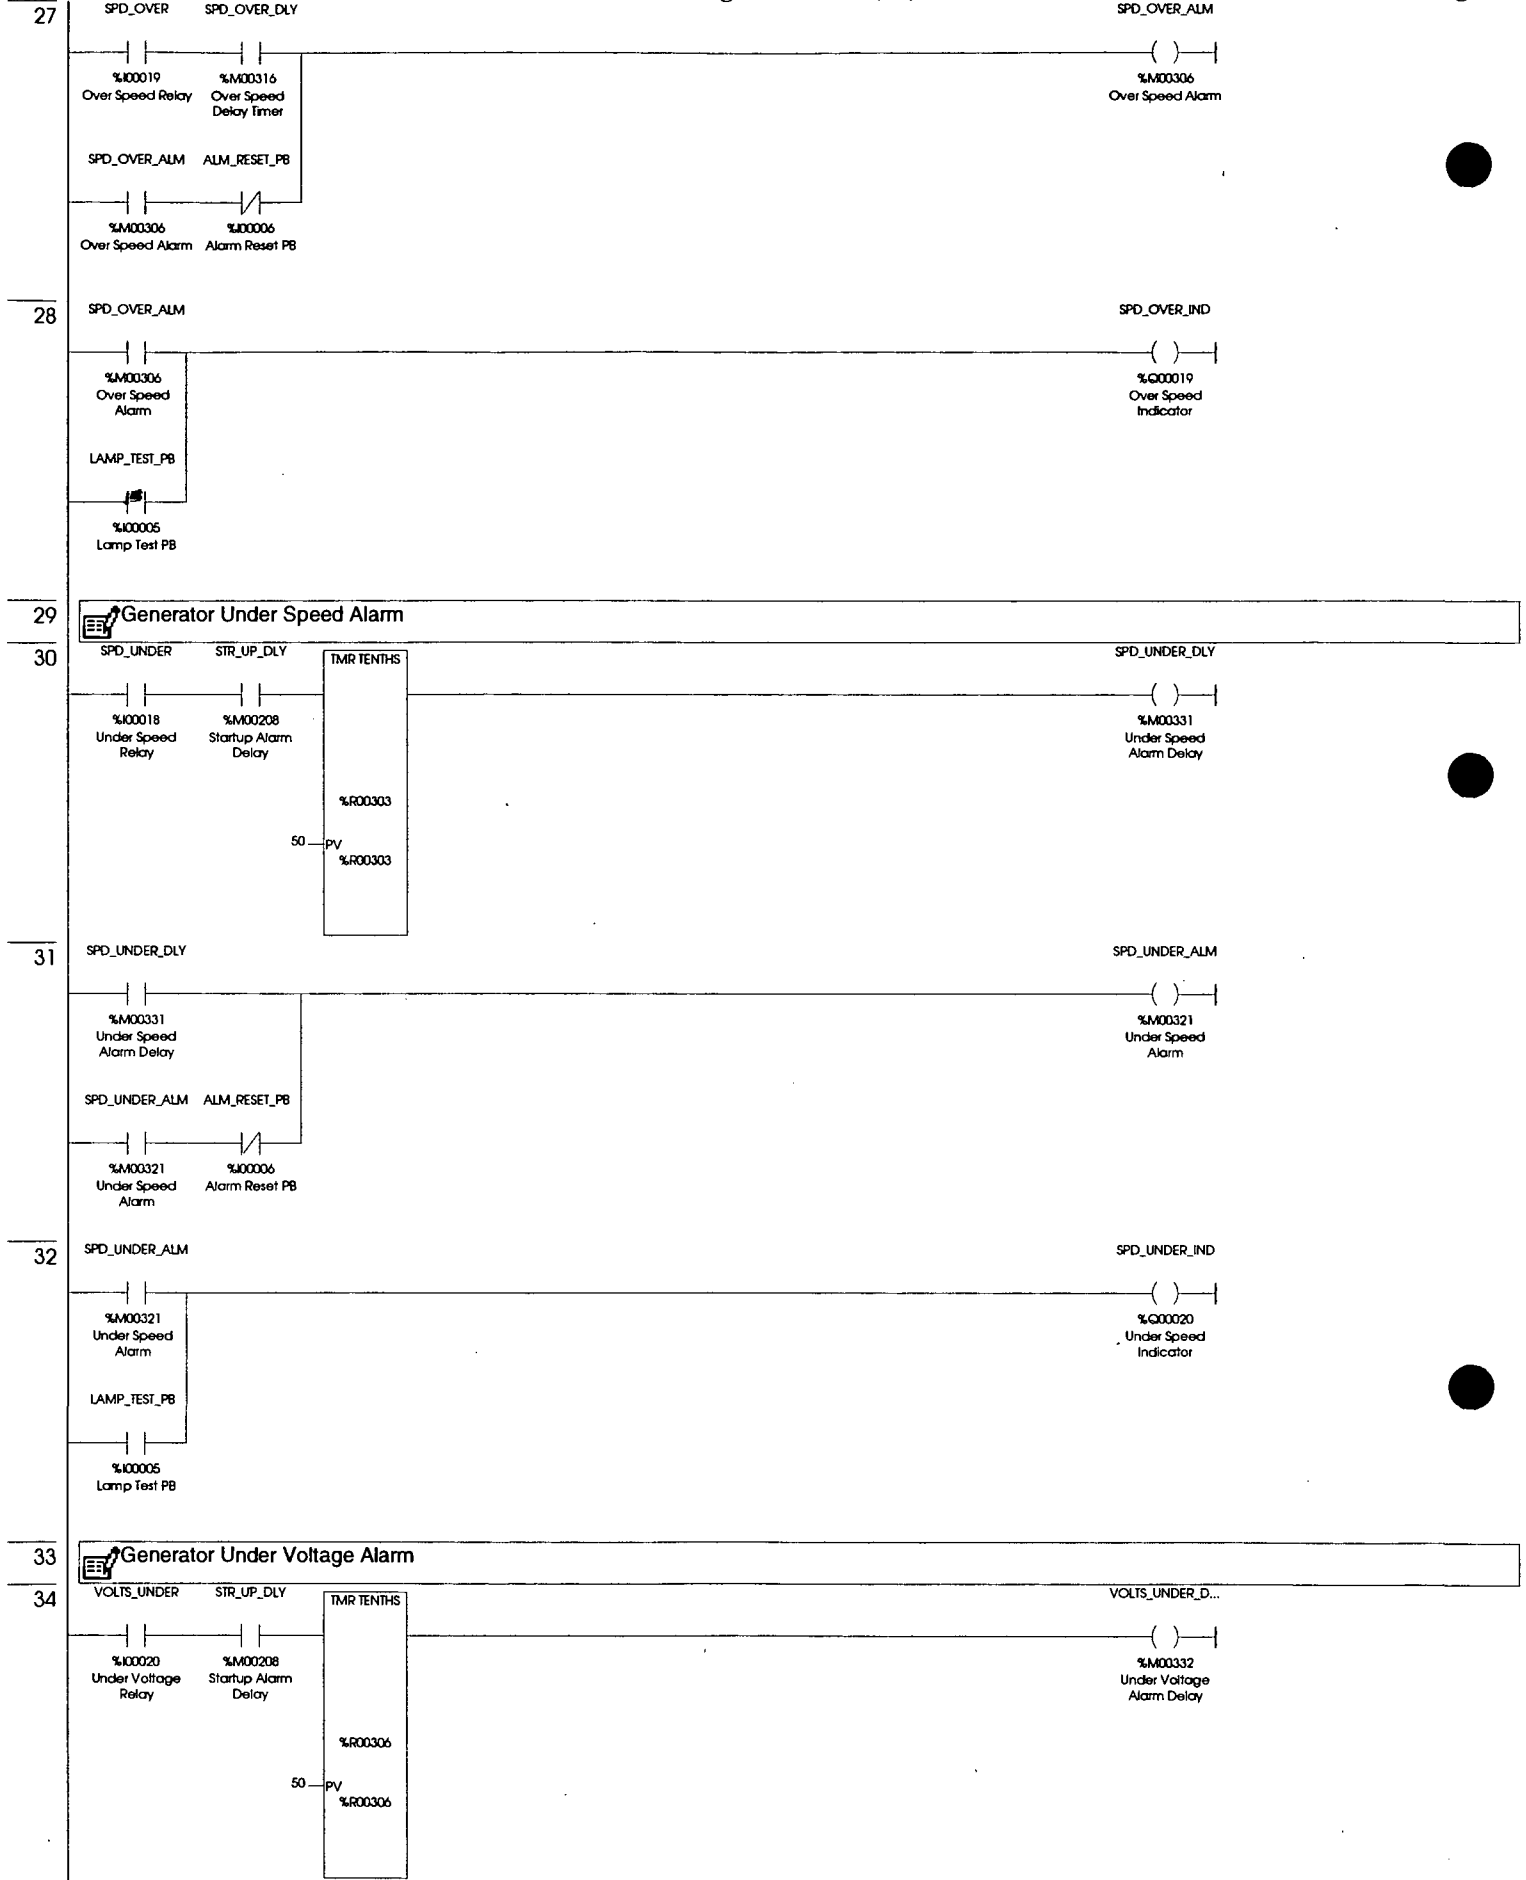 27
SPD_OVER SPD_OVER_DLY SPD_OVER_ALM
%I00019 %M00316 %M00306
Over Speed Relay Over Speed Over Speed Alarm
Delay Timer
SPD_OVER_ALM ALM_RESET_PB
%M00306 %I00006
Over Speed Alarm Alarm Reset PB
28
SPD_OVER_ALM SPD_OVER_IND
%M00306 %Q00019
Over Speed Over Speed
Alarm Indicator
LAMP_TEST_PB
%I00005
Lamp Test PB
29 Generator Under Speed Alarm
30
SPD_UNDER STR_UP_DLY TMR TENTHS SPD_UNDER_DLY
%I00018 %M00208 %M00331
Under Speed Startup Alarm Under Speed
Relay Delay Alarm Delay
%R00303
50 PV
%R00303
31
SPD_UNDER_DLY SPD_UNDER_ALM
%M00331 %M00321
Under Speed Under Speed
Alarm Delay Alarm
SPD_UNDER_ALM ALM_RESET_PB
%M00321 %I00006
Under Speed Alarm Reset PB
Alarm
32
SPD_UNDER_ALM SPD_UNDER_IND
%M00321 %Q00020
Under Speed Under Speed
Alarm Indicator
LAMP_TEST_PB
%I00005
Lamp Test PB
33 Generator Under Voltage Alarm
34
VOLTS_UNDER STR_UP_DLY TMR TENTHS VOLTS_UNDER_D...
%I00020 %M00208 %M00332
Under Voltage Startup Alarm Under Voltage
Relay Delay Alarm Delay
%R00306
50 PV
%R00306